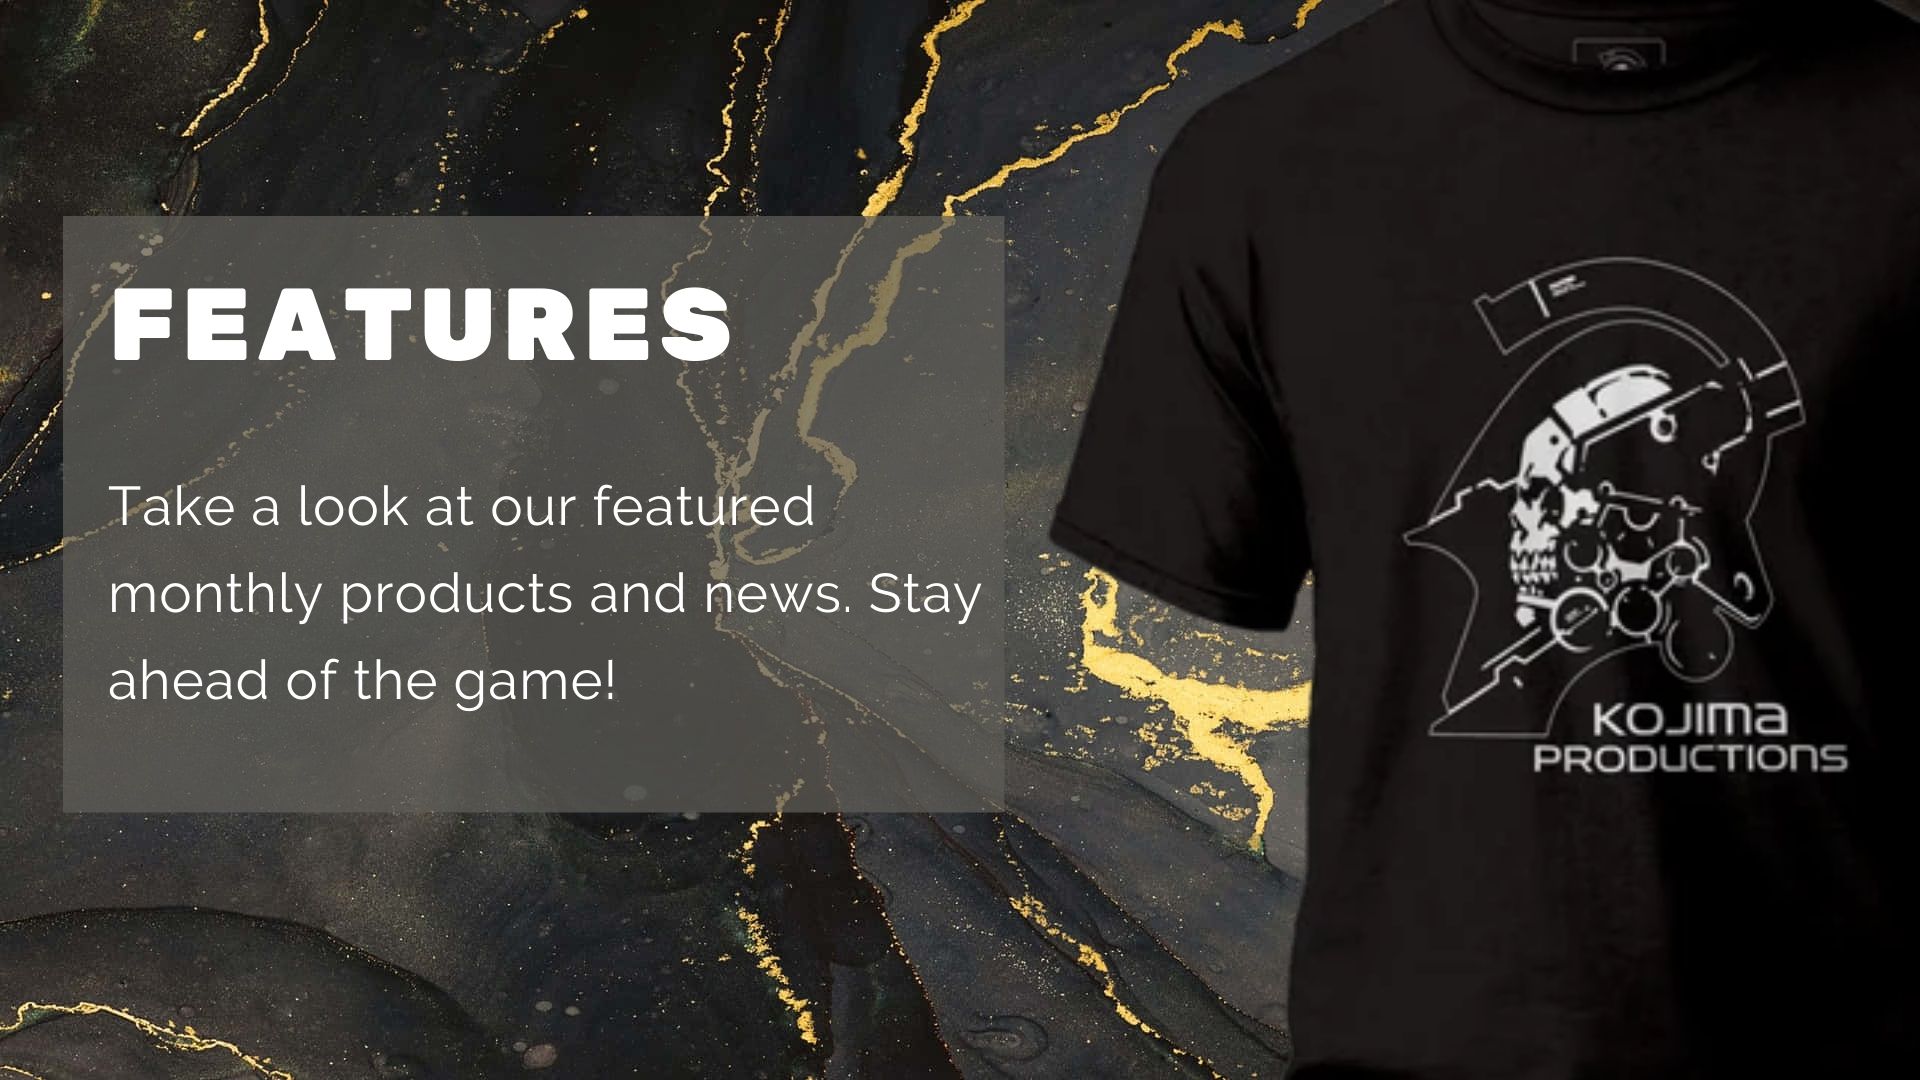 FEATURES
Take a look at our featured
monthly products and news. Stay
ahead of the game!
KOJIMA
PRODUCTIONS